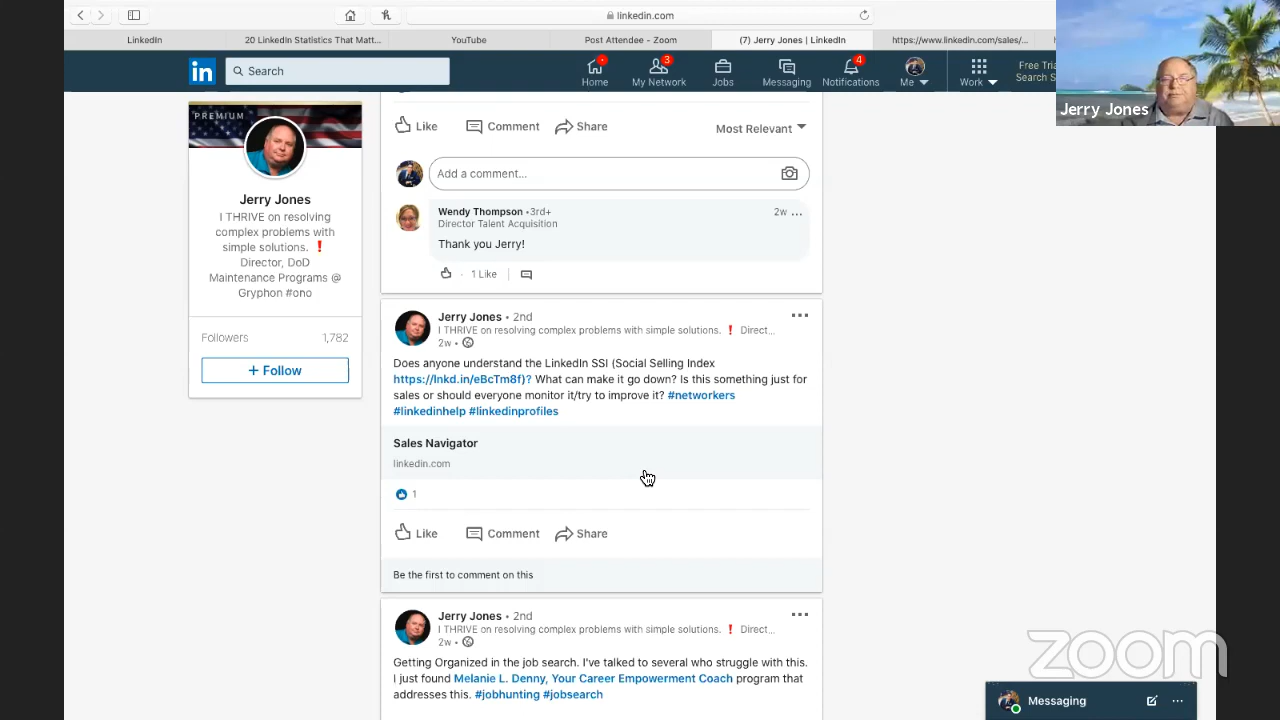 linkedin.com
LinkedIn
20 LinkedIn Statistics That Matt...
YouTube
Post Attendee - Zoom
(7) Jerry Jones | LinkedIn
https://www.linkedin.com/sales/...
in
Search
Home
3
My Network
Jobs
Messaging
4
Notifications
Me
Work
Free Tria
Search S
Jerry Jones
PREMIUM
Jerry Jones
I THRIVE on resolving
complex problems with
simple solutions. ❗
Director, DoD
Maintenance Programs @
Gryphon #ono
Followers 1,782
+ Follow
Like Comment Share Most Relevant
Add a comment...
Wendy Thompson • 3rd+ 2w ...
Director Talent Acquisition
Thank you Jerry!
· 1 Like
Jerry Jones • 2nd
I THRIVE on resolving complex problems with simple solutions. ❗ Direct...
2w •
Does anyone understand the LinkedIn SSI (Social Selling Index
https://lnkd.in/eBcTm8f)? What can make it go down? Is this something just for
sales or should everyone monitor it/try to improve it? #networkers
#linkedinhelp #linkedinprofiles
Sales Navigator
linkedin.com
1
Like Comment Share
Be the first to comment on this
Jerry Jones • 2nd
I THRIVE on resolving complex problems with simple solutions. ❗ Direct...
2w •
Getting Organized in the job search. I've talked to several who struggle with this.
I just found Melanie L. Denny, Your Career Empowerment Coach program that
addresses this. #jobhunting #jobsearch
zoom
Messaging